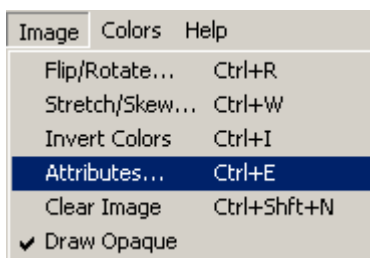 Image Colors Help
Flip/Rotate... Ctrl+R
Stretch/Skew... Ctrl+W
Invert Colors Ctrl+I
Attributes... Ctrl+E
Clear Image Ctrl+Shft+N
Draw Opaque